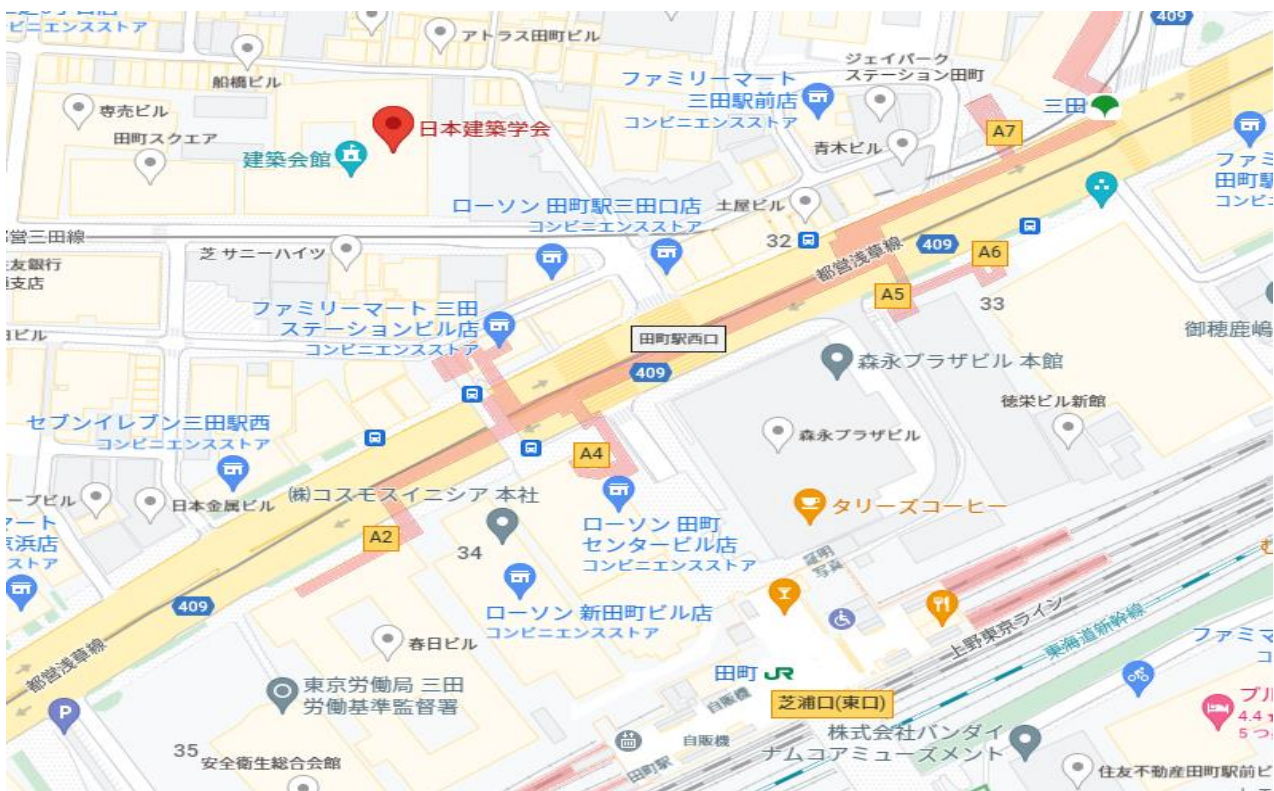 コンビニエンスストア
アトラス田町ビル
409
船橋ビル
ファミリーマート
三田駅前店
コンビニエンスストア
ジェイパーク
ステーション田町
専売ビル
田町スクエア
日本建築学会
建築会館
三田
A7
青木ビル
ローソン 田町駅三田口店
コンビニエンスストア
土屋ビル
32
都営浅草線
409
A6
営三田線
芝 サニーハイツ
友銀行
支店
A5
33
ファミリーマート 三田
ステーションビル店
コンビニエンスストア
田町駅西口
409
森永プラザビル 本館
御穂鹿嶋
徳栄ビル新館
セブンイレブン三田駅西
コンビニエンスストア
森永プラザビル
A4
日本金属ビル
(株)コスモスイニシア 本社
タリーズコーヒー
ープビル
ート
浜店
ストア
A2
34
ローソン 田町
センタービル店
コンビニエンスストア
証明
写真
409
ローソン 新田町ビル店
コンビニエンスストア
上野東京ライン
東海道新幹線
春日ビル
都営浅草線
田町 JR
東京労働局 三田
労働基準監督署
自販機
芝浦口(東口)
P
35
安全衛生総合会館
自販機
田町駅
株式会社バンダイ
ナムコアミューズメント
4.4
住友不動産田町駅前ビ